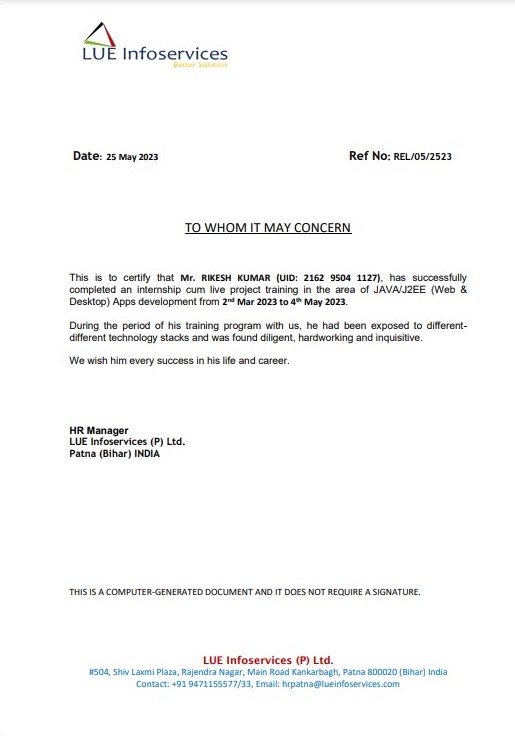 LUE Infoservices
Better Solution
Date: 25 May 2023
Ref No: REL/05/2523
TO WHOM IT MAY CONCERN
This is to certify that Mr. RIKESH KUMAR (UID: 2162 9504 1127), has successfully
completed an internship cum live project training in the area of JAVA/J2EE (Web &
Desktop) Apps development from 2nd Mar 2023 to 4th May 2023.
During the period of his training program with us, he had been exposed to different-
different technology stacks and was found diligent, hardworking and inquisitive.
We wish him every success in his life and career.
HR Manager
LUE Infoservices (P) Ltd.
Patna (Bihar) INDIA
THIS IS A COMPUTER-GENERATED DOCUMENT AND IT DOES NOT REQUIRE A SIGNATURE.
LUE Infoservices (P) Ltd.
#504, Shiv Laxmi Plaza, Rajendra Nagar, Main Road Kankarbagh, Patna 800020 (Bihar) India
Contact: +91 9471155577/33, Email: hrpatna@lueinfoservices.com